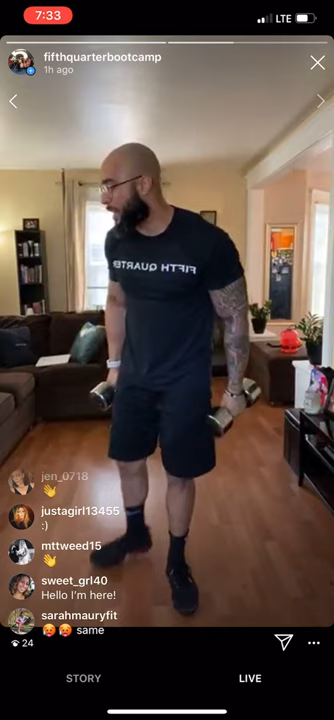 7:33
LTE
fifthquarterbootcamp
1h ago
FIFTH QUARTER
jen_0718
👋
justagirl13455
:)
mttweed15
👋
sweet_grl40
Hello I'm here!
sarahmauryfit
🥵🥵 same
24
STORY
LIVE